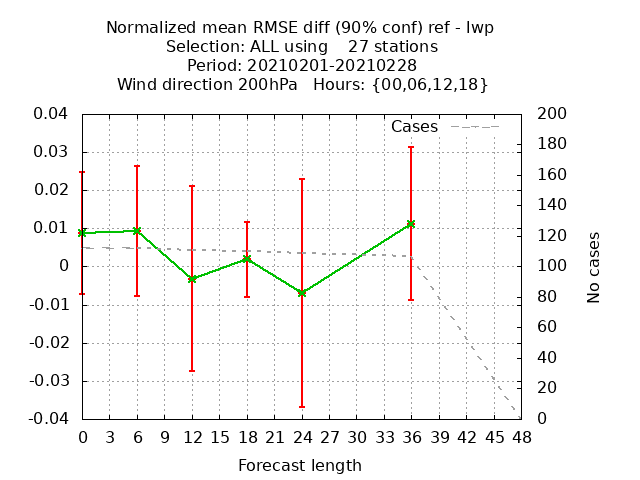 Normalized mean RMSE diff (90% conf) ref - lwp
Selection: ALL using    27 stations
Period: 20210201-20210228
Wind direction 200hPa   Hours: {00,06,12,18}
Cases
0.04
0.03
0.02
0.01
0
-0.01
-0.02
-0.03
-0.04
200
180
160
140
120
100
80
60
40
20
0
No cases
0 3 6 9 12 15 18 21 24 27 30 33 36 39 42 45 48
Forecast length